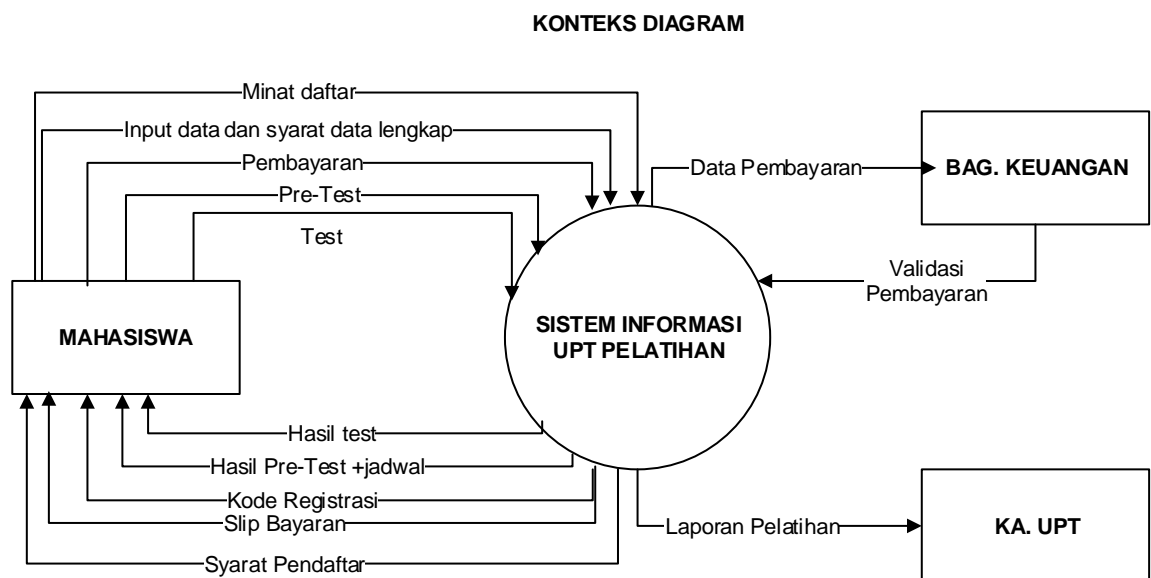 KONTEKS DIAGRAM
Minat daftar
Input data dan syarat data lengkap
Pembayaran
Pre-Test
Test
Data Pembayaran
BAG. KEUANGAN
Validasi
Pembayaran
MAHASISWA
SISTEM INFORMASI
UPT PELATIHAN
Hasil test
Hasil Pre-Test +jadwal
Kode Registrasi
Slip Bayaran
Syarat Pendaftar
Laporan Pelatihan
KA. UPT